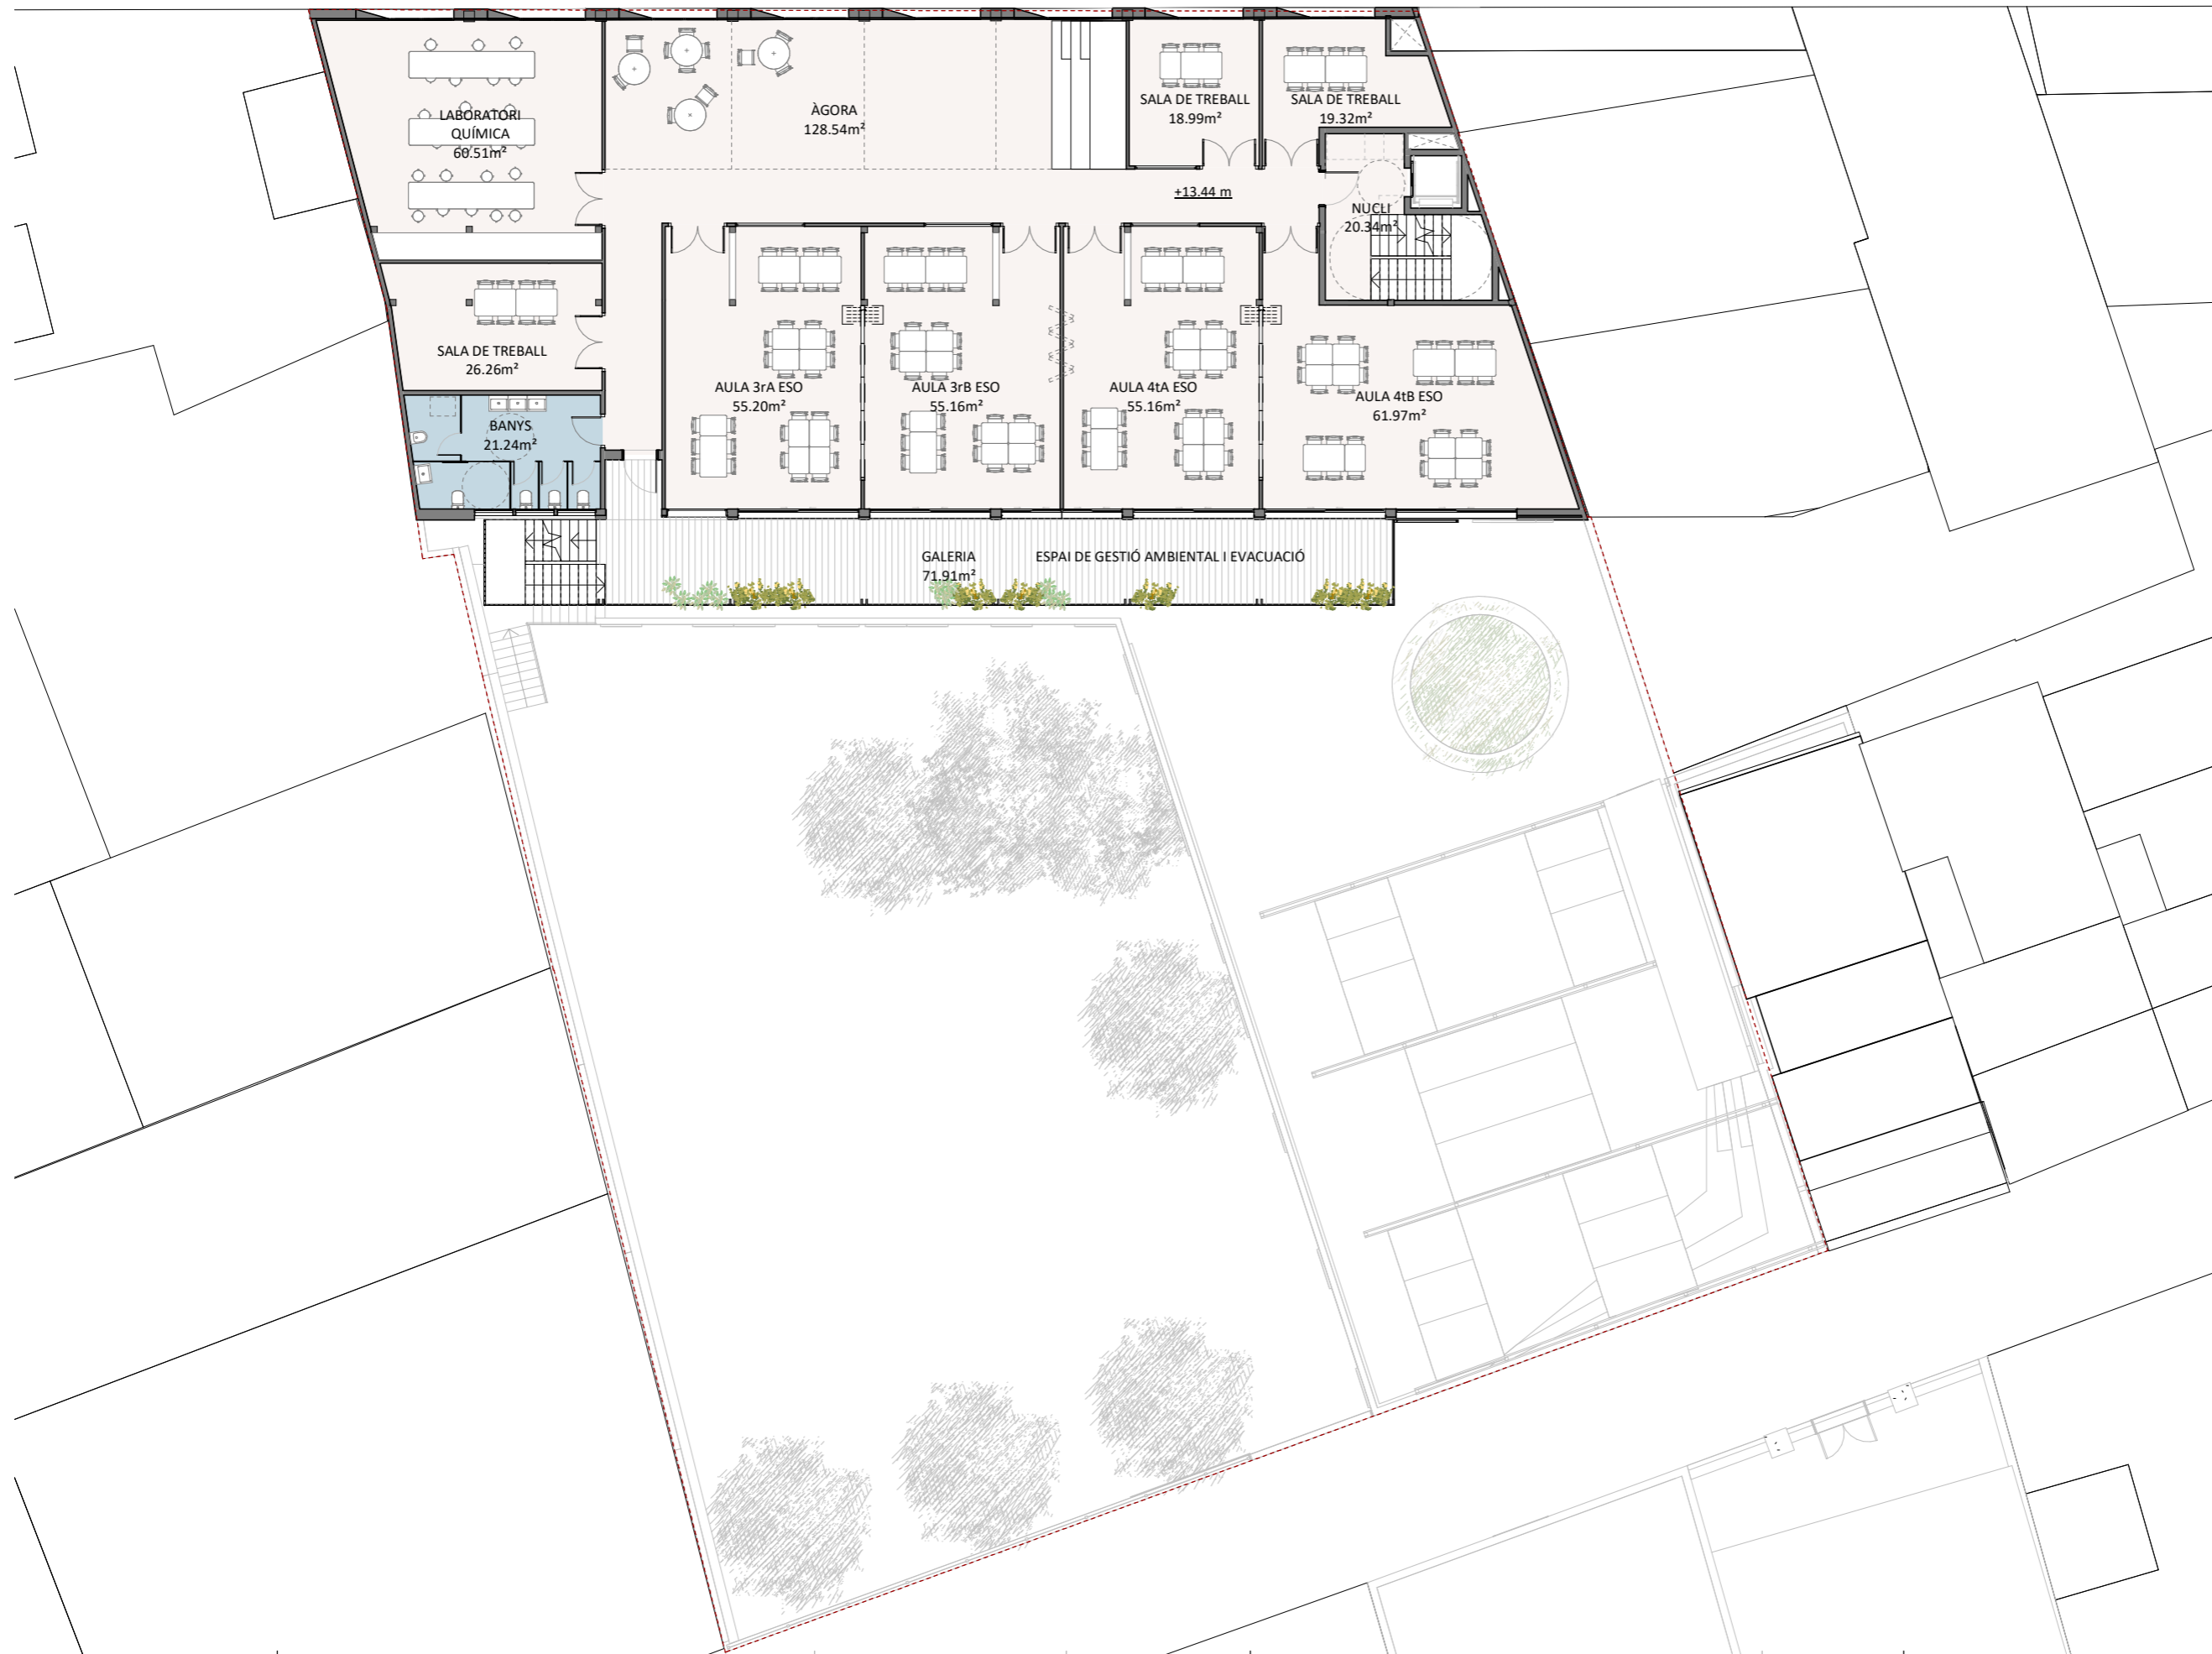 LABORATORI
QUÍMICA
60.51m²
ÀGORA
128.54m²
SALA DE TREBALL
18.99m²
SALA DE TREBALL
19.32m²
+13.44 m
NUCLI
20.34m²
SALA DE TREBALL
26.26m²
AULA 3rA ESO
55.20m²
AULA 3rB ESO
55.16m²
AULA 4tA ESO
55.16m²
AULA 4tB ESO
61.97m²
BANYS
21.24m²
GALERIA
71.91m²
ESPAI DE GESTIÓ AMBIENTAL I EVACUACIÓ